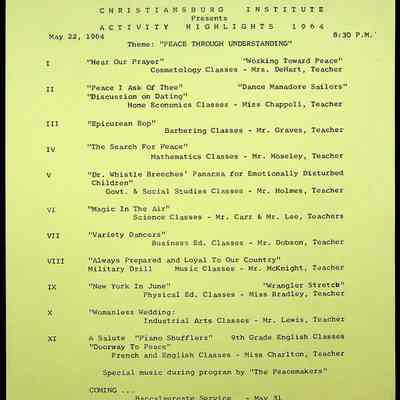 CHRISTIANSBURG INSTITUTE
Presents
ACTIVITY HIGHLIGHTS 1964
May 22, 1964 8:30 P.M.
Theme: "PEACE THROUGH UNDERSTANDING"
I "Hear Our Prayer" "Working Toward Peace"
Cosmetology Classes - Mrs. DeHart, Teacher
II "Peace I Ask Of Thee" "Dance Manadore Sailors"
"Discussion on Dating"
Home Economics Classes - Miss Chappell, Teacher
III "Epicurean Hop"
Barbering Classes - Mr. Graves, Teacher
IV "The Search For Peace"
Mathematics Classes - Mr. Moseley, Teacher
V "Dr. Whistle Breeches' Panacea for Emotionally Disturbed
Children"
Govt. & Social Studies Classes - Mr. Holmes, Teacher
VI "Magic In The Air"
Science Classes - Mr. Carr & Mr. Lee, Teachers
VII "Variety Dancers"
Business Ed. Classes - Mr. Dobson, Teacher
VIII "Always Prepared and Loyal To Our Country"
Military Drill Music Classes - Mr. McKnight, Teacher
IX "New York In June" "Wrangler Stretch"
Physical Ed. Classes - Miss Bradley, Teacher
X "Womanless Wedding:
Industrial Arts Classes - Mr. Lewis, Teacher
XI A Salute "Piano Shufflers" 9th Grade English Classes
"Doorway To Peace"
French and English Classes - Miss Charlton, Teacher
Special music during program by "The Peacemakers"
COMING ...
Baccalaureate Service - May 31